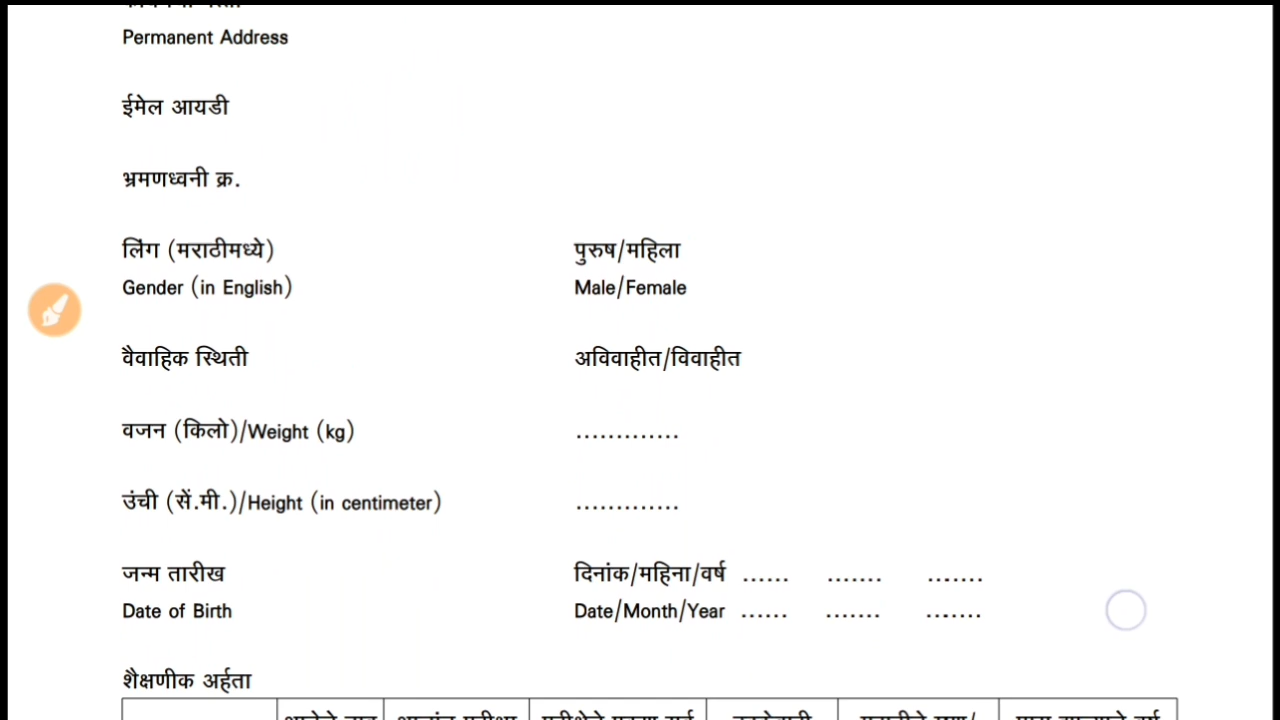 Permanent Address
ईमेल आयडी
भ्रमणध्वनी क्र.
लिंग (मराठीमध्ये) पुरुष/महिला
Gender (in English) Male/Female
वैवाहिक स्थिती अविवाहीत/विवाहीत
वजन (किलो)/Weight (kg) .............
उंची (सें.मी.)/Height (in centimeter) .............
जन्म तारीख दिनांक/महिना/वर्ष ...... ....... .......
Date of Birth Date/Month/Year ...... ....... .......
शैक्षणीक अर्हता